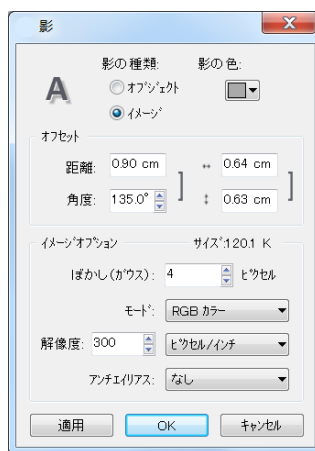 影
影の種類: 影の色:
A ｵﾌﾞｼﾞｪｸﾄ
ｲﾒｰｼﾞ
ｵﾌｾｯﾄ
距離: 0.90 cm ↔ 0.64 cm
角度: 135.0° ↕ 0.63 cm
ｲﾒｰｼﾞｵﾌﾟｼｮﾝ ｻｲｽﾞ:120.1 K
ぼかし(ｶﾞｳｽ): 4 ﾋﾟｸｾﾙ
ﾓｰﾄﾞ: RGB ｶﾗｰ
解像度: 300 ﾋﾟｸｾﾙ/ｲﾝﾁ
ｱﾝﾁｴｲﾘｱｽ: なし
適用 OK ｷｬﾝｾﾙ